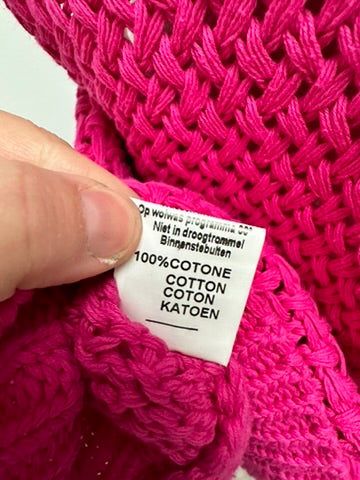 Op wolwas programma
Niet in droogtrommel
Binnenstebuiten
100%COTONE
COTTON
COTON
KATOEN